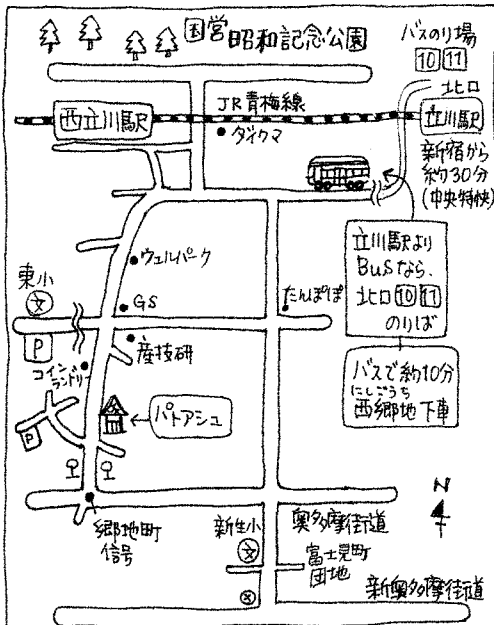 国営昭和記念公園
バスのり場
10 11
北口
JR青梅線
西立川駅
立川駅
ダイクマ
新宿から
約30分
(中央特快)
立川駅より
BUSなら、
北口 10 11
のりば
ウェルパーク
東小
文
GS
たんぽぽ
P
産技研
コイン
ランドリー
バスで約10分
にしごうち
西郷地下車
パトアシュ
P
N
郷地町
信号
新生小
文
奥多摩街道
富士見町
団地
新奥多摩街道